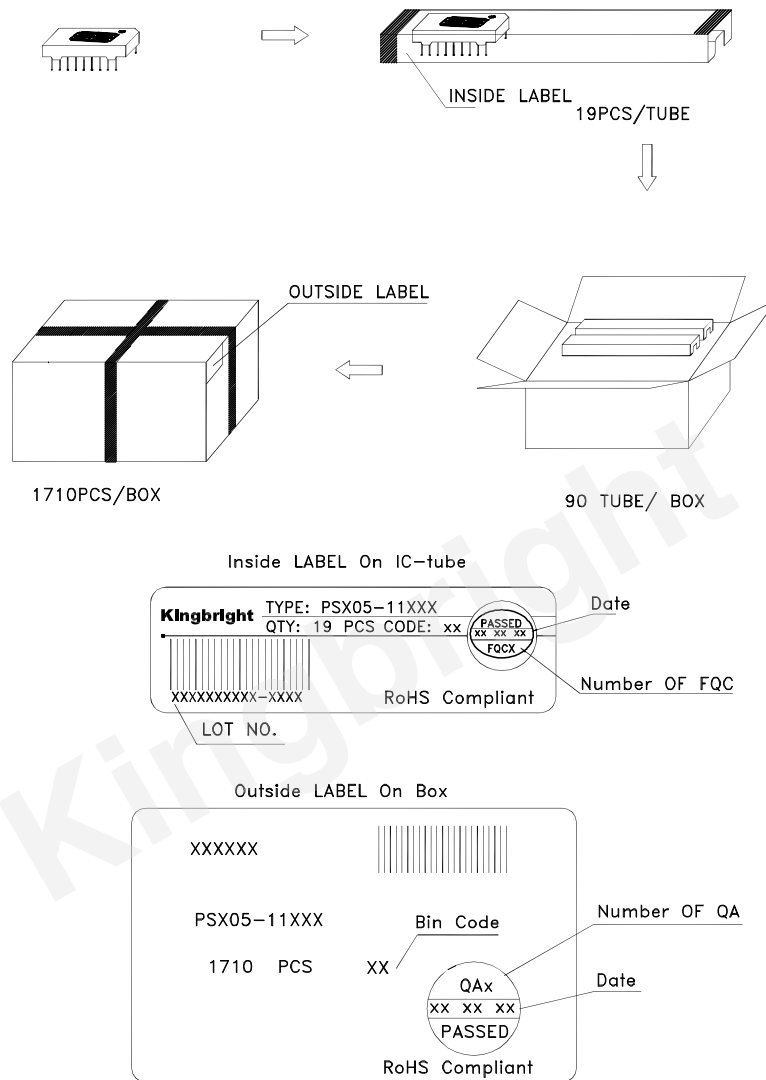 INSIDE LABEL
19PCS/TUBE
OUTSIDE LABEL
1710PCS/BOX
90 TUBE/ BOX
Inside LABEL On IC-tube
Kingbright
TYPE: PSX05-11XXX
QTY: 19 PCS CODE: xx
PASSED
xx xx xx
FQCX
Date
Number OF FQC
XXXXXXXXXX-XXXX
RoHS Compliant
LOT NO.
Outside LABEL On Box
XXXXXX
PSX05-11XXX
Bin Code
Number OF QA
1710 PCS
XX
QAx
xx xx xx
PASSED
Date
RoHS Compliant
Kingbright